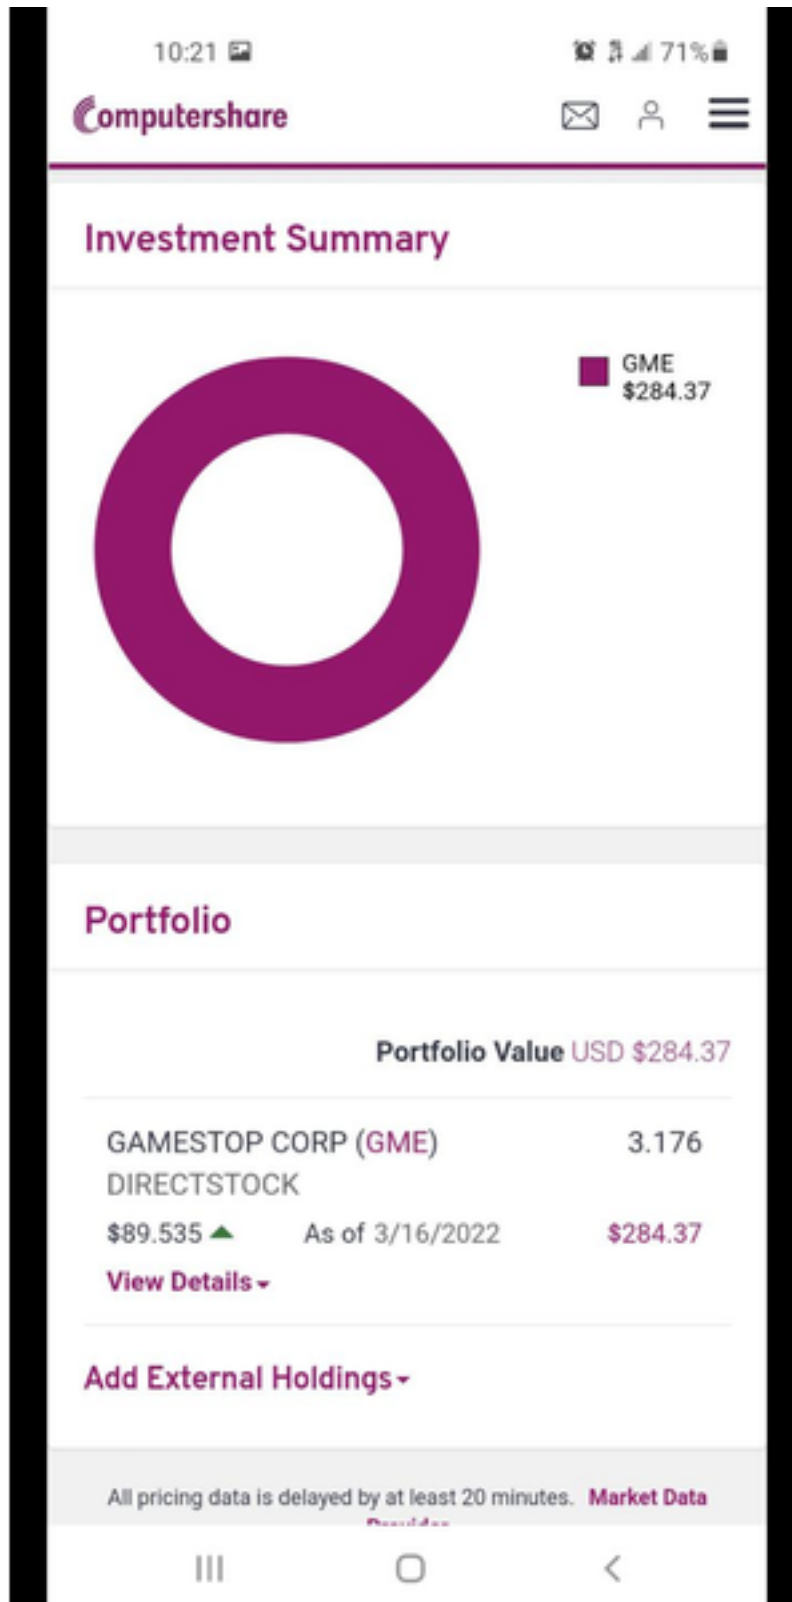 10:21 71%
Computershare
Investment Summary
GME
$284.37
Portfolio
Portfolio Value USD $284.37
GAMESTOP CORP (GME) 3.176
DIRECTSTOCK
$89.535 As of 3/16/2022 $284.37
View Details
Add External Holdings
All pricing data is delayed by at least 20 minutes. Market Data